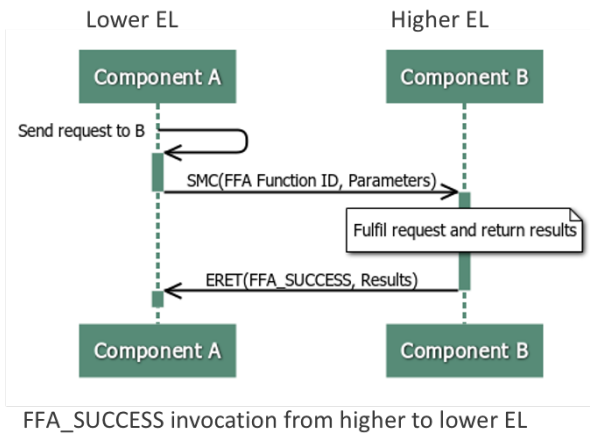 Lower EL
Higher EL
Component A
Component B
Send request to B
SMC(FFA Function ID, Parameters)
Fulfil request and return results
ERET(FFA_SUCCESS, Results)
Component A
Component B
FFA_SUCCESS invocation from higher to lower EL